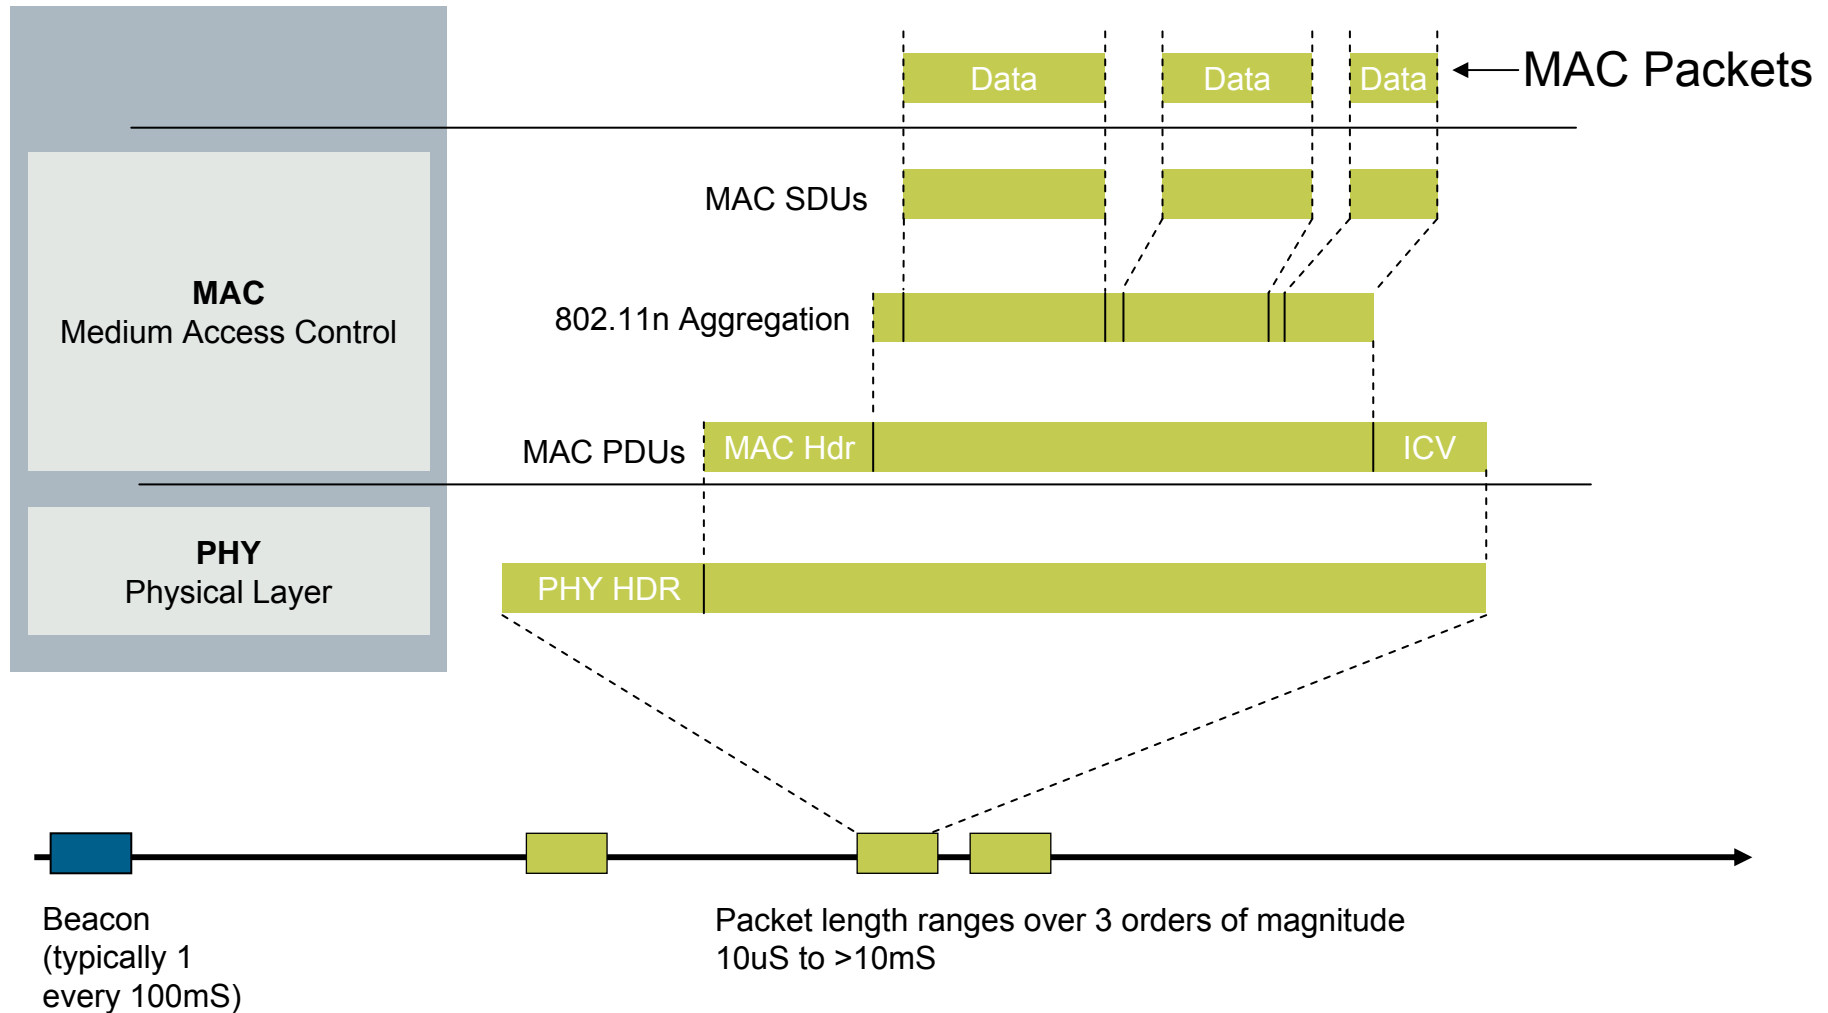 Data
Data
Data
MAC Packets
MAC SDUs
MAC
Medium Access Control
802.11n Aggregation
MAC PDUs
MAC Hdr
ICV
PHY
Physical Layer
PHY HDR
Beacon
(typically 1
every 100mS)
Packet length ranges over 3 orders of magnitude
10uS to >10mS